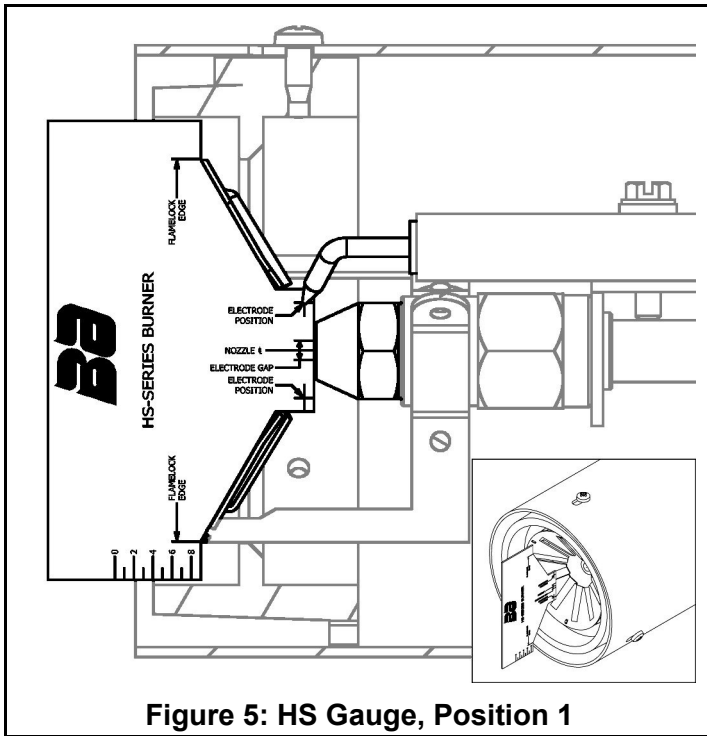 FLAMELOCK
EDGE
HS-SERIES BURNER
ELECTRODE
POSITION
NOZZLE ℄
ELECTRODE GAP
ELECTRODE
POSITION
FLAMELOCK
EDGE
0 2 4 6 8
Figure 5: HS Gauge, Position 1